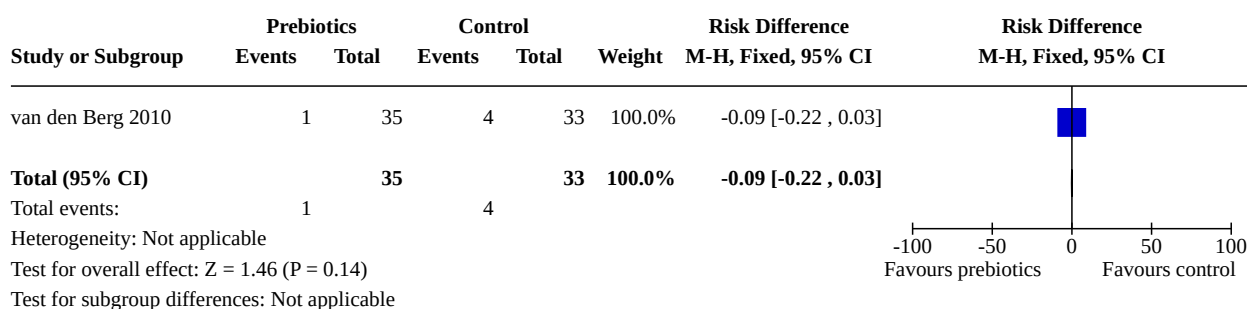 Prebiotics Control Risk Difference Risk Difference
Study or Subgroup Events Total Events Total Weight M-H, Fixed, 95% CI M-H, Fixed, 95% CI
van den Berg 2010 1 35 4 33 100.0% -0.09 [-0.22 , 0.03]
Total (95% CI) 35 33 100.0% -0.09 [-0.22 , 0.03]
Total events: 1 4
Heterogeneity: Not applicable
-100 -50 0 50 100
Test for overall effect: Z = 1.46 (P = 0.14)
Favours prebiotics Favours control
Test for subgroup differences: Not applicable